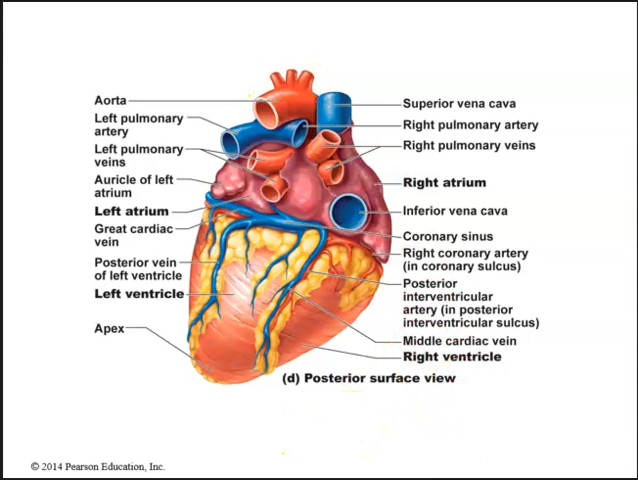 Aorta
Left pulmonary
artery
Left pulmonary
veins
Auricle of left
atrium
Left atrium
Great cardiac
vein
Posterior vein
of left ventricle
Left ventricle
Apex
Superior vena cava
Right pulmonary artery
Right pulmonary veins
Right atrium
Inferior vena cava
Coronary sinus
Right coronary artery
(in coronary sulcus)
Posterior
interventricular
artery (in posterior
interventricular sulcus)
Middle cardiac vein
Right ventricle
(d) Posterior surface view
© 2014 Pearson Education, Inc.